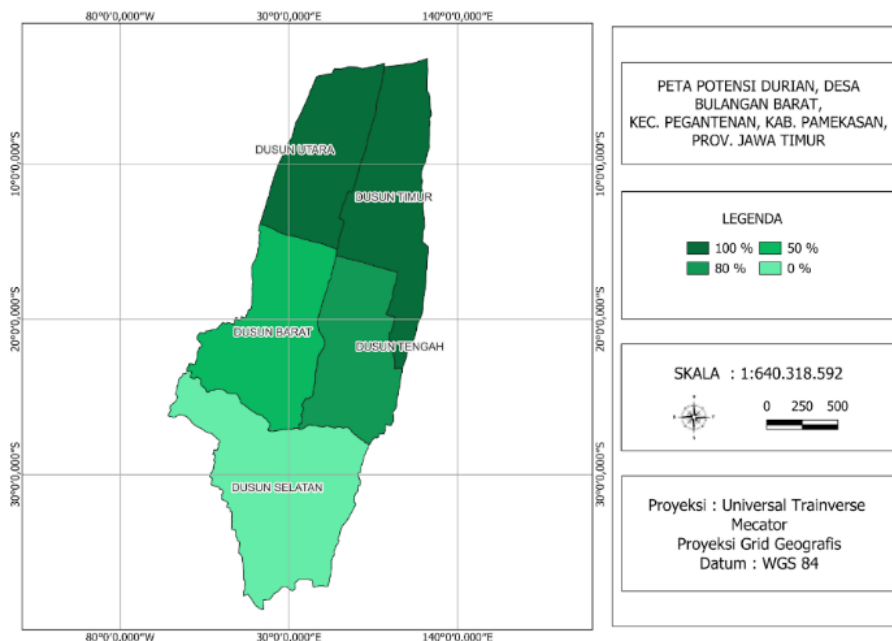 80°0'0,000"W
30°0'0,000"E
140°0'0,000"E
10°0'0,000"S
10°0'0,000"S
20°0'0,000"S
20°0'0,000"S
30°0'0,000"S
30°0'0,000"S
DUSUN UTARA
DUSUN TIMUR
DUSUN BARAT
DUSUN TENGAH
DUSUN SELATAN
80°0'0,000"W
30°0'0,000"E
140°0'0,000"E
PETA POTENSI DURIAN, DESA
BULANGAN BARAT,
KEC. PEGANTENAN, KAB. PAMEKASAN,
PROV. JAWA TIMUR
LEGENDA
100 % 50 %
80 % 0 %
SKALA : 1:640.318.592
0 250 500
Proyeksi : Universal Trainverse
Mecator
Proyeksi Grid Geografis
Datum : WGS 84